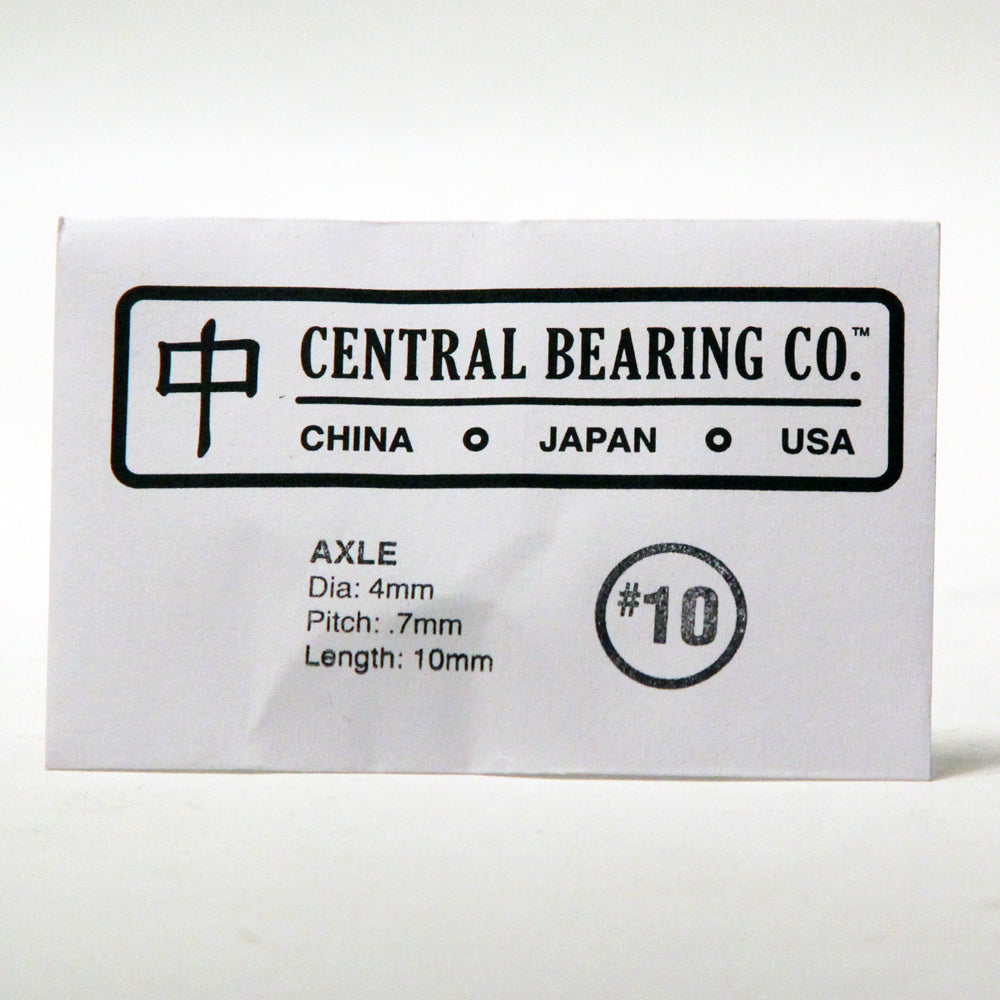 中
CENTRAL BEARING CO.™
CHINA o JAPAN o USA
AXLE
Dia: 4mm
Pitch: .7mm
Length: 10mm
#10